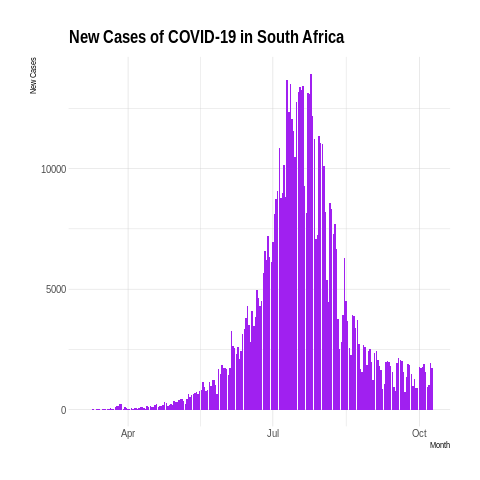 New Cases of COVID-19 in South Africa
New Cases
10000
5000
0
Apr Jul Oct
Month